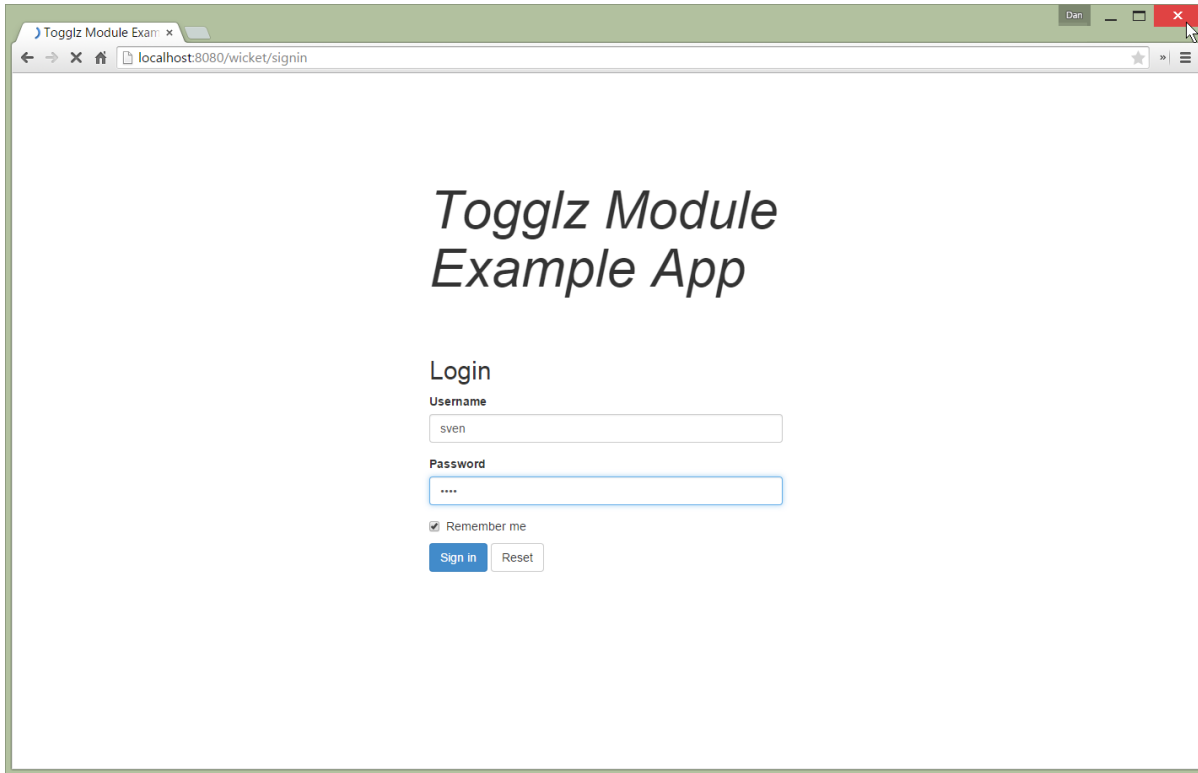 Dan
Togglz Module Exam
localhost:8080/wicket/signin
Togglz Module
Example App
Login
Username
sven
Password
••••
Remember me
Sign in Reset